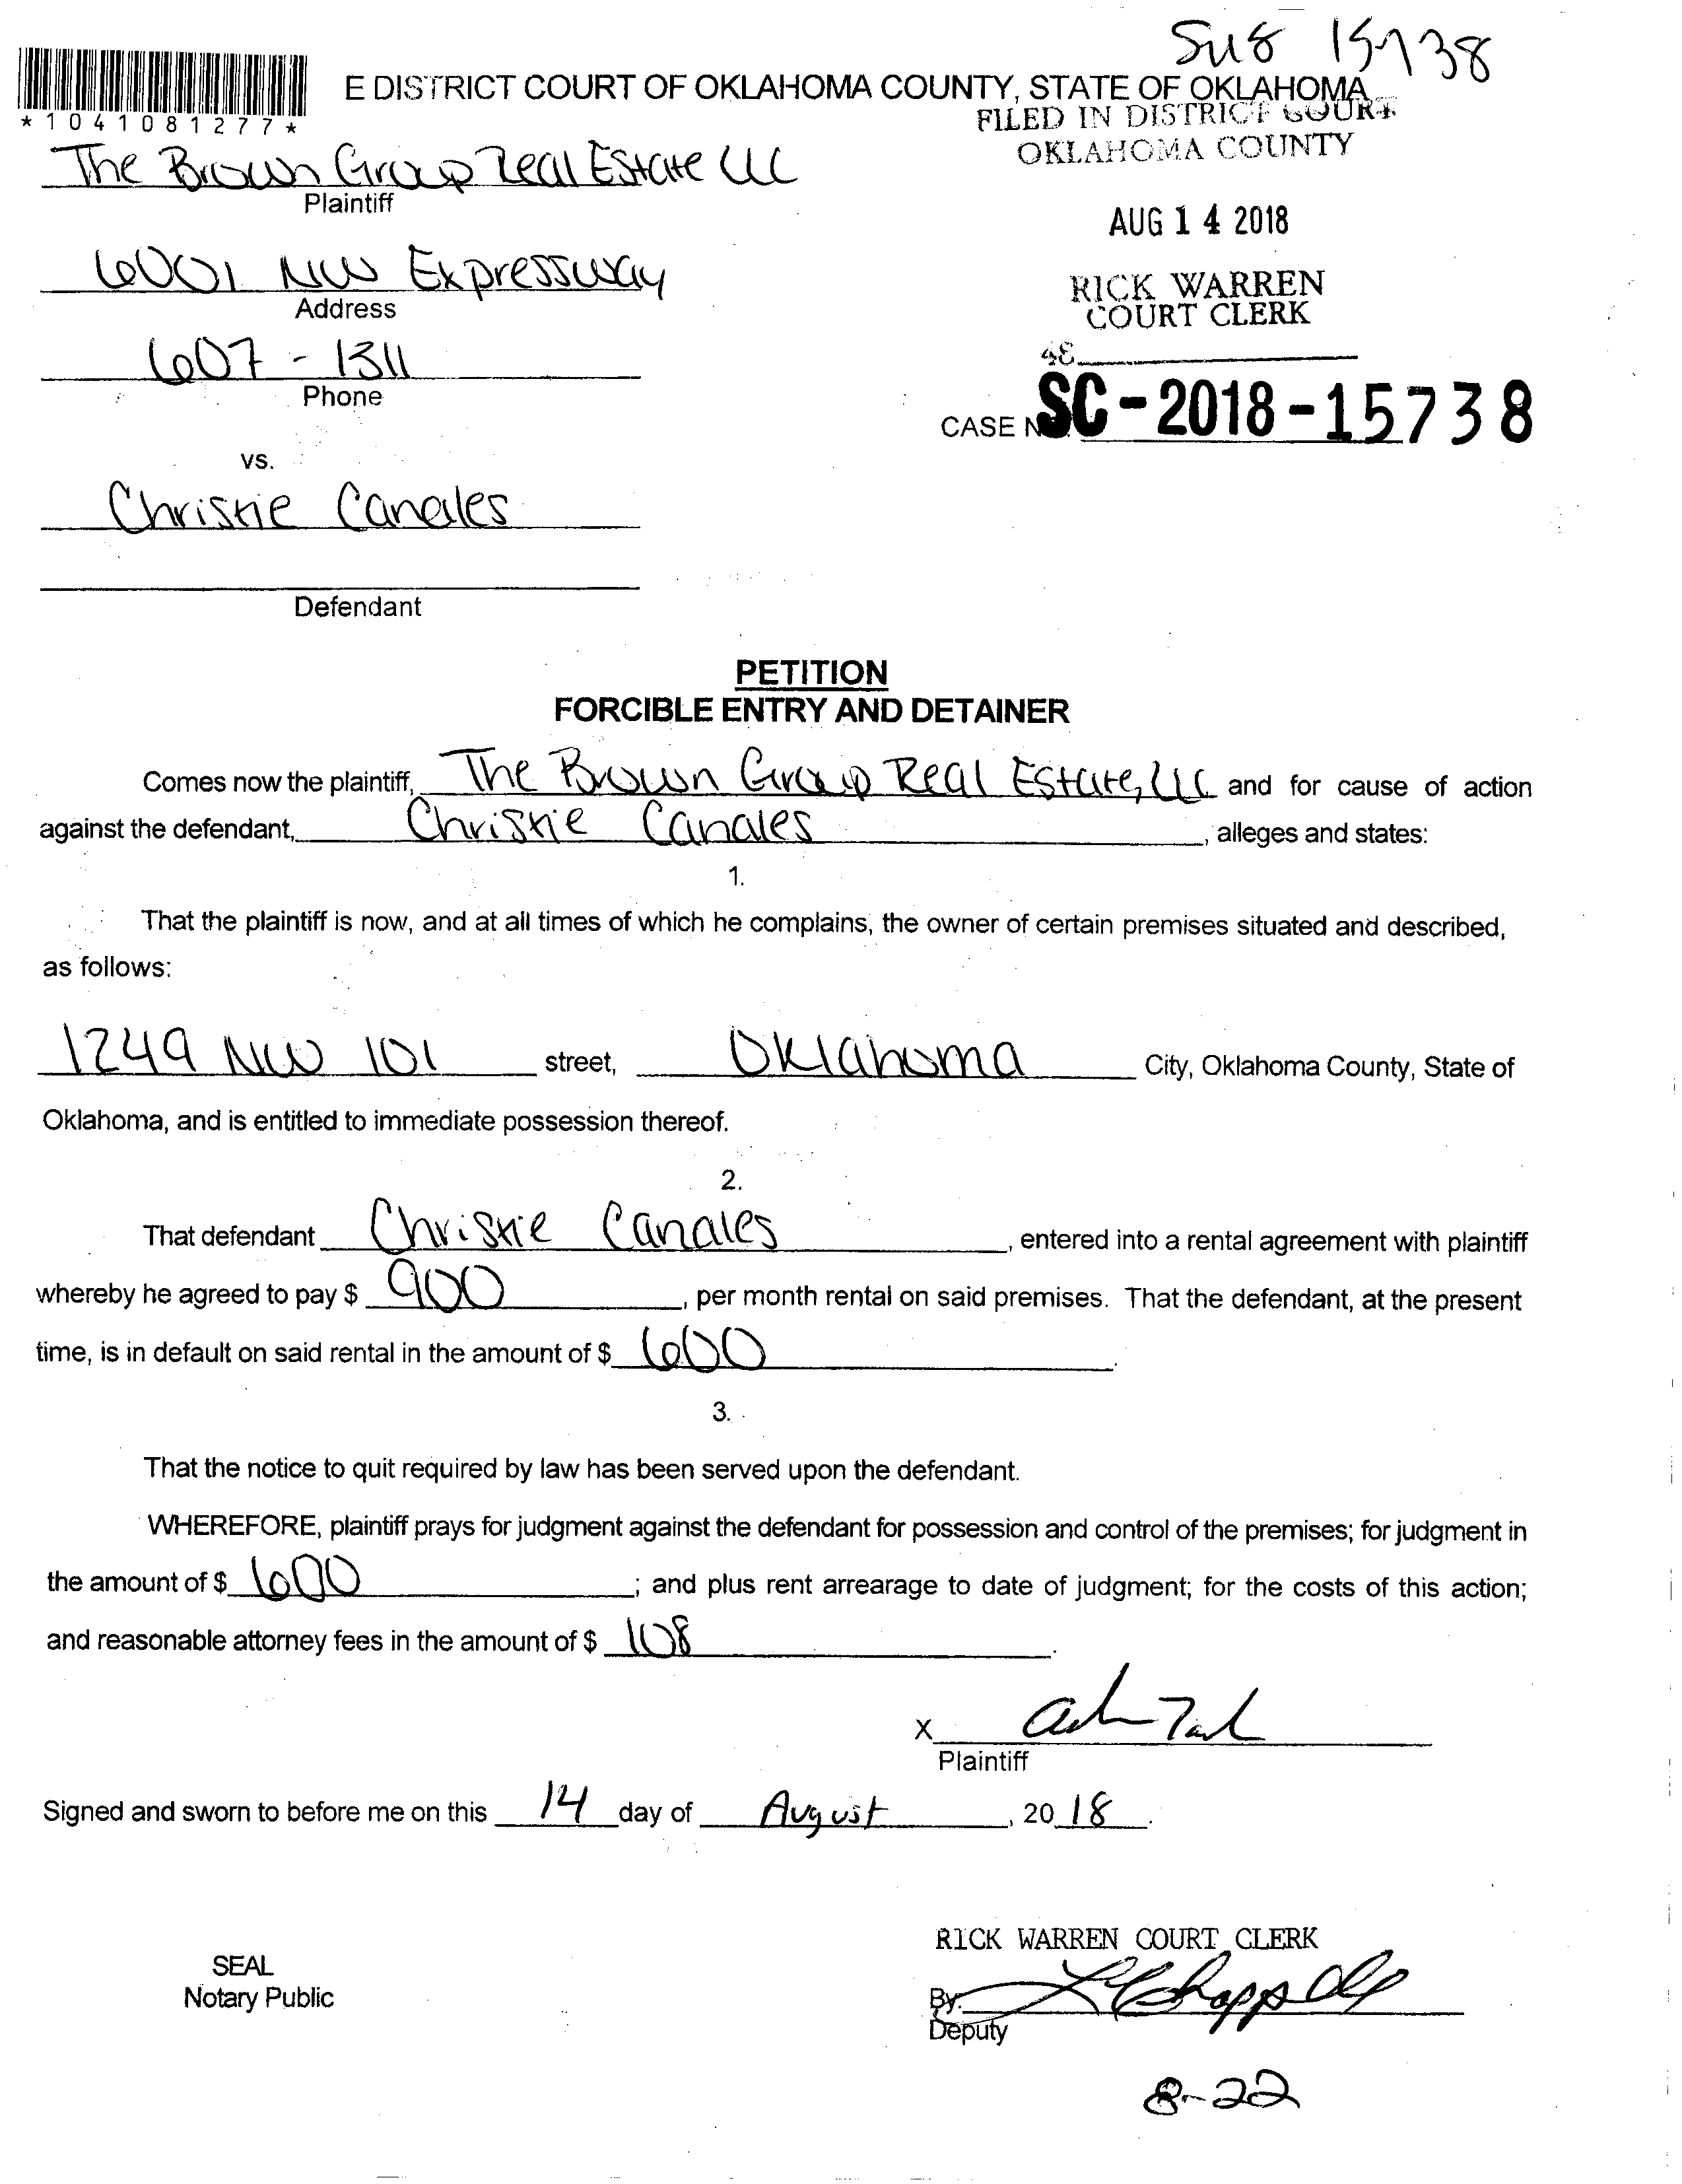 SM8 15738
E DISTRICT COURT OF OKLAHOMA COUNTY, STATE OF OKLAHOMA
*1041081277*
FILED IN DISTRICT COURT
OKLAHOMA COUNTY
The Brown Group Real Estate LLC
Plaintiff
AUG 14 2018
6001 NW Expressway
Address
RICK WARREN
COURT CLERK
607-1311
Phone
48
CASE N SC-2018-15738
vs.
Christie Canales
Defendant
PETITION
FORCIBLE ENTRY AND DETAINER
Comes now the plaintiff, The Brown Group Real Estate, LLC and for cause of action
against the defendant, Christie Canales, alleges and states:
1.
That the plaintiff is now, and at all times of which he complains, the owner of certain premises situated and described,
as follows:
1249 NW 101 street, Oklahoma City, Oklahoma County, State of
Oklahoma, and is entitled to immediate possession thereof.
2.
That defendant Christie Canales, entered into a rental agreement with plaintiff
whereby he agreed to pay $ 900, per month rental on said premises. That the defendant, at the present
time, is in default on said rental in the amount of $ 600.
3.
That the notice to quit required by law has been served upon the defendant.
WHEREFORE, plaintiff prays for judgment against the defendant for possession and control of the premises; for judgment in
the amount of $ 600; and plus rent arrearage to date of judgment; for the costs of this action;
and reasonable attorney fees in the amount of $ 108.
X
Plaintiff
Signed and sworn to before me on this 14 day of August, 2018.
RICK WARREN COURT CLERK
SEAL
Notary Public
By.
Deputy
8-22